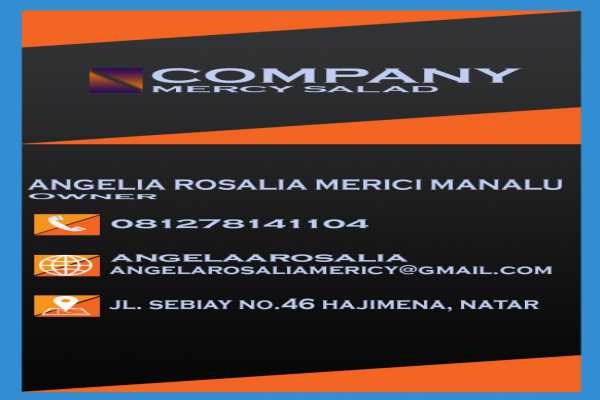 COMPANY
MERCY SALAD
ANGELIA ROSALIA MERICI MANALU
OWNER
081278141104
ANGELAAROSALIA
ANGELAROSALIAMERICY@GMAIL.COM
JL. SEBIAY NO.46 HAJIMENA, NATAR